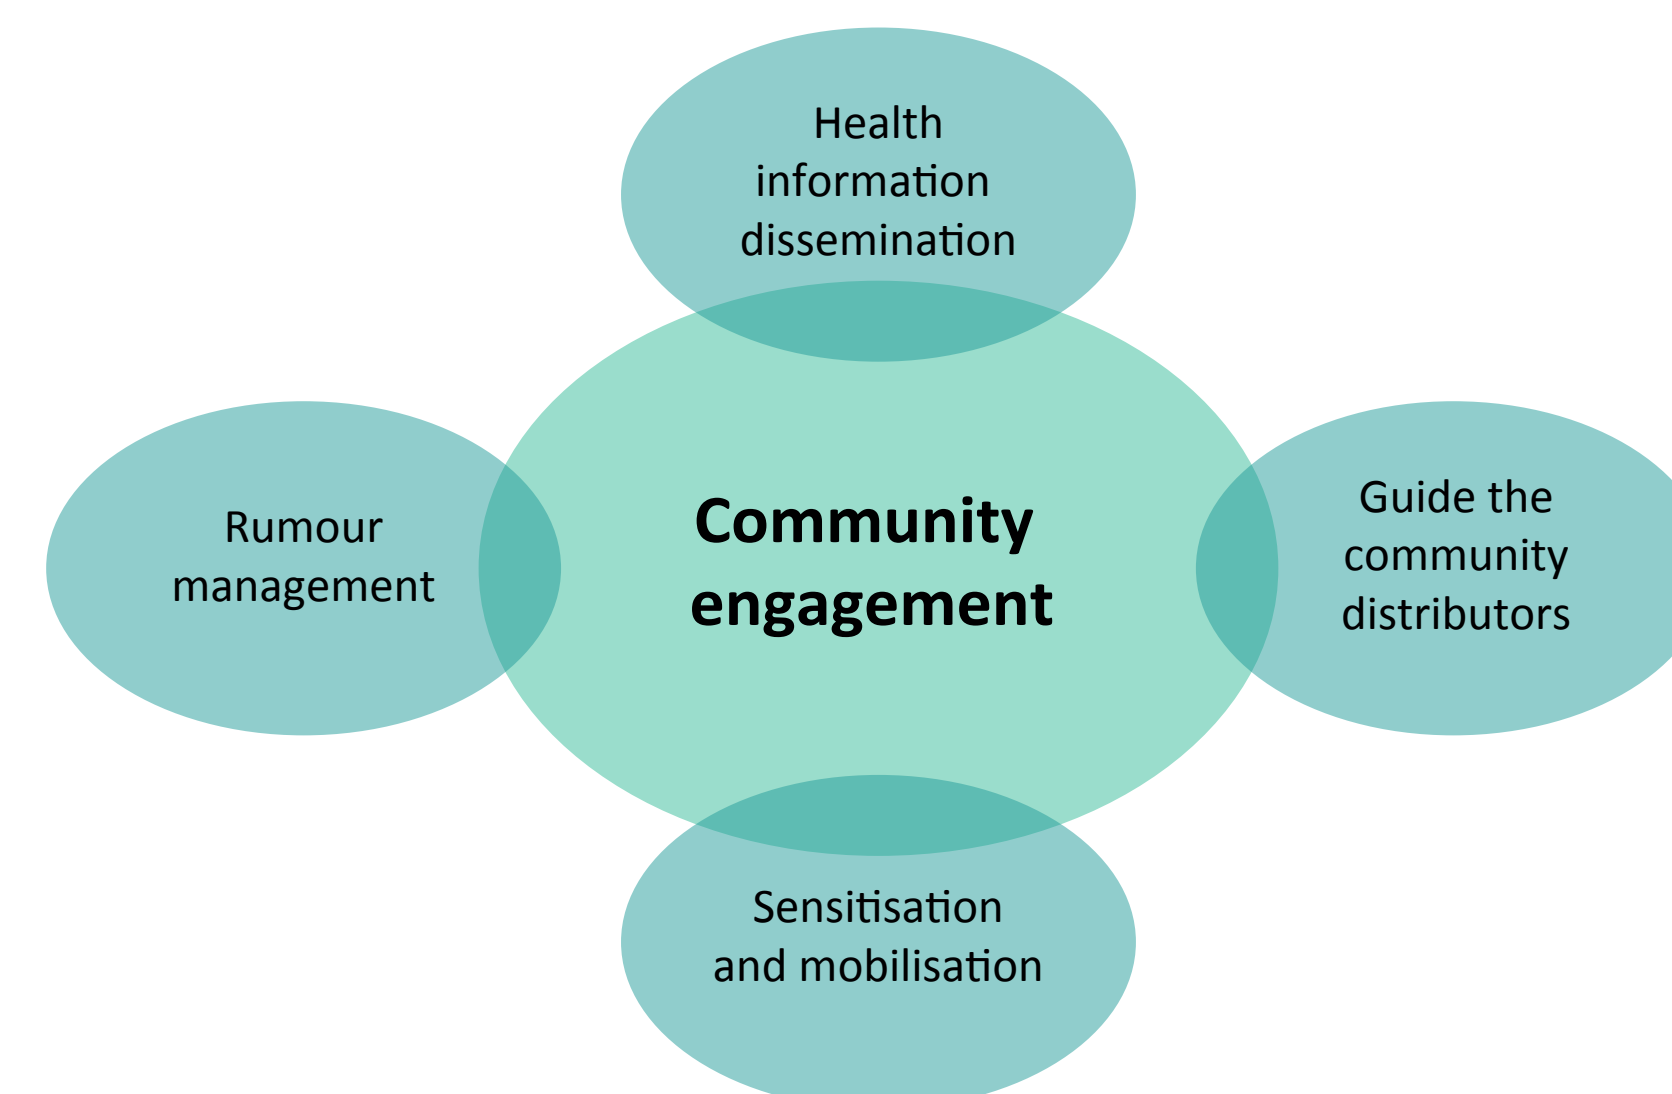 Health
information
dissemination
Rumour
management
Community
engagement
Guide the
community
distributors
Sensitisation
and mobilisation